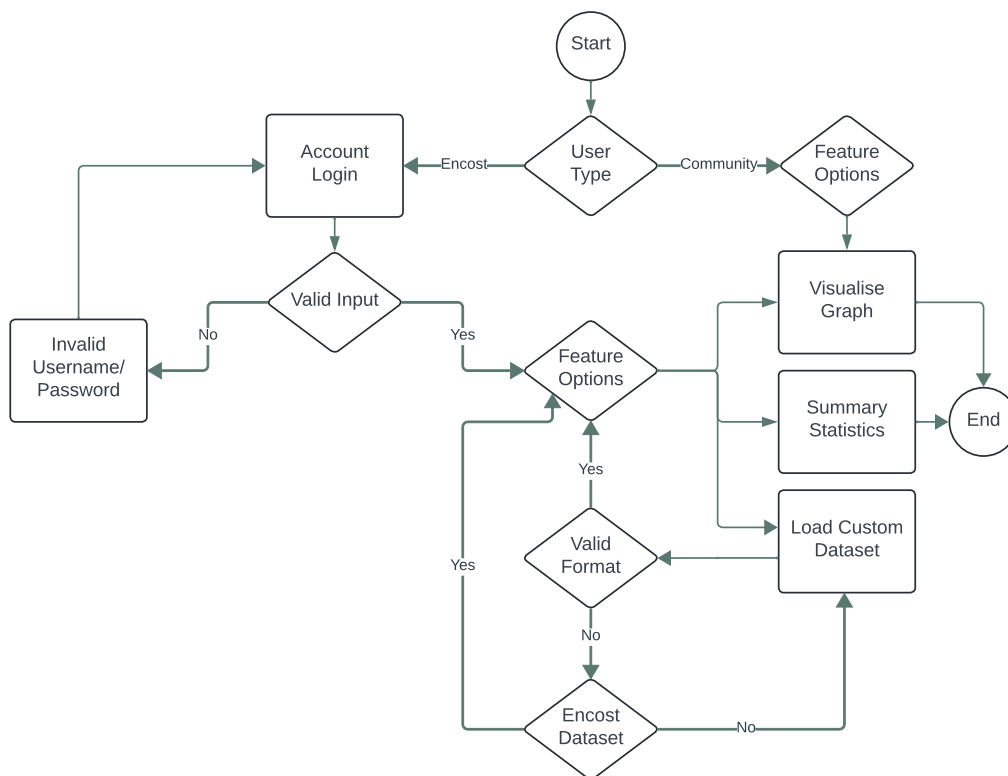 Start
Account
Login
Encost
User
Type
Community
Feature
Options
Valid Input
Visualise
Graph
No
Yes
Invalid
Username/
Password
Feature
Options
Summary
Statistics
End
Yes
Load Custom
Dataset
Valid
Format
Yes
No
Encost
Dataset
No